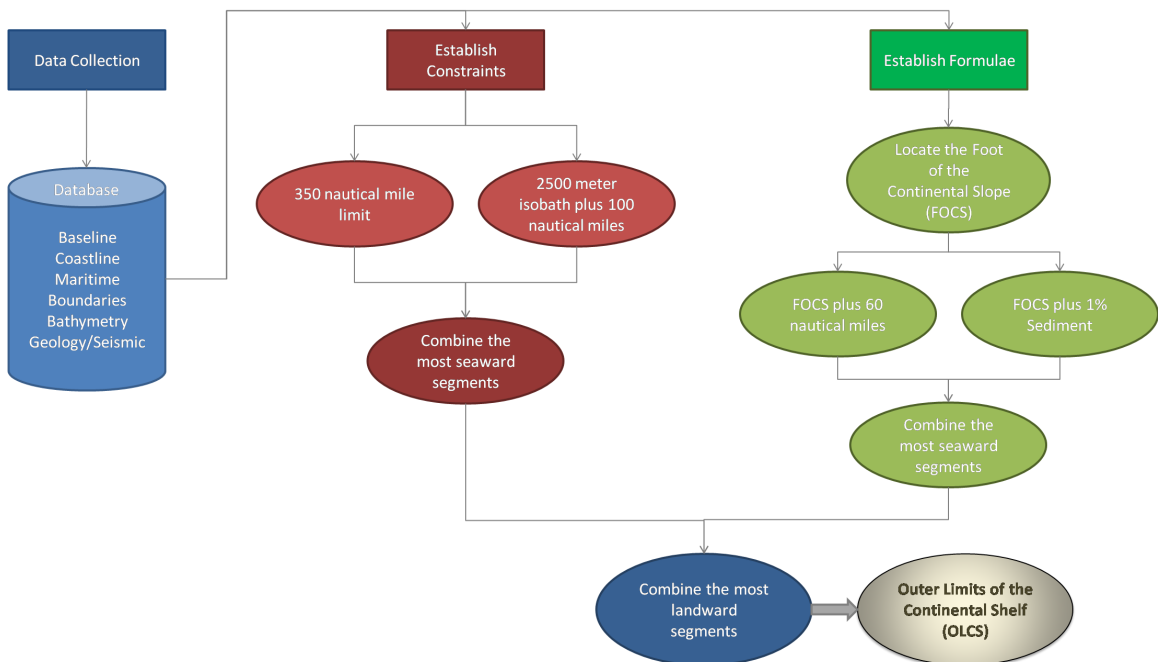 Data Collection
Establish
Constraints
Establish Formulae
Database
Baseline
Coastline
Maritime
Boundaries
Bathymetry
Geology/Seismic
350 nautical mile
limit
2500 meter
isobath plus 100
nautical miles
Locate the Foot
of the
Continental Slope
(FOCS)
Combine the
most seaward
segments
FOCS plus 60
nautical miles
FOCS plus 1%
Sediment
Combine the
most seaward
segments
Combine the most
landward
segments
Outer Limits of the
Continental Shelf
(OLCS)